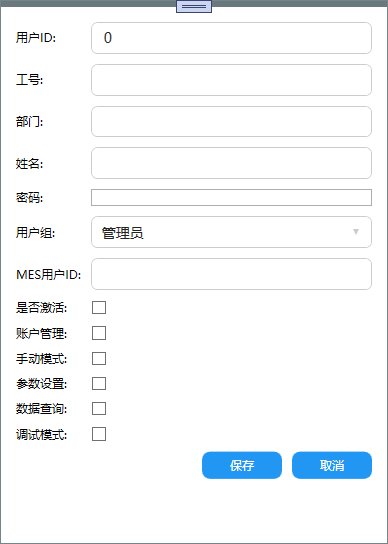 用户ID: 0
工号:
部门:
姓名:
密码:
用户组: 管理员
MES用户ID:
是否激活:
账户管理:
手动模式:
参数设置:
数据查询:
调试模式:
保存 取消